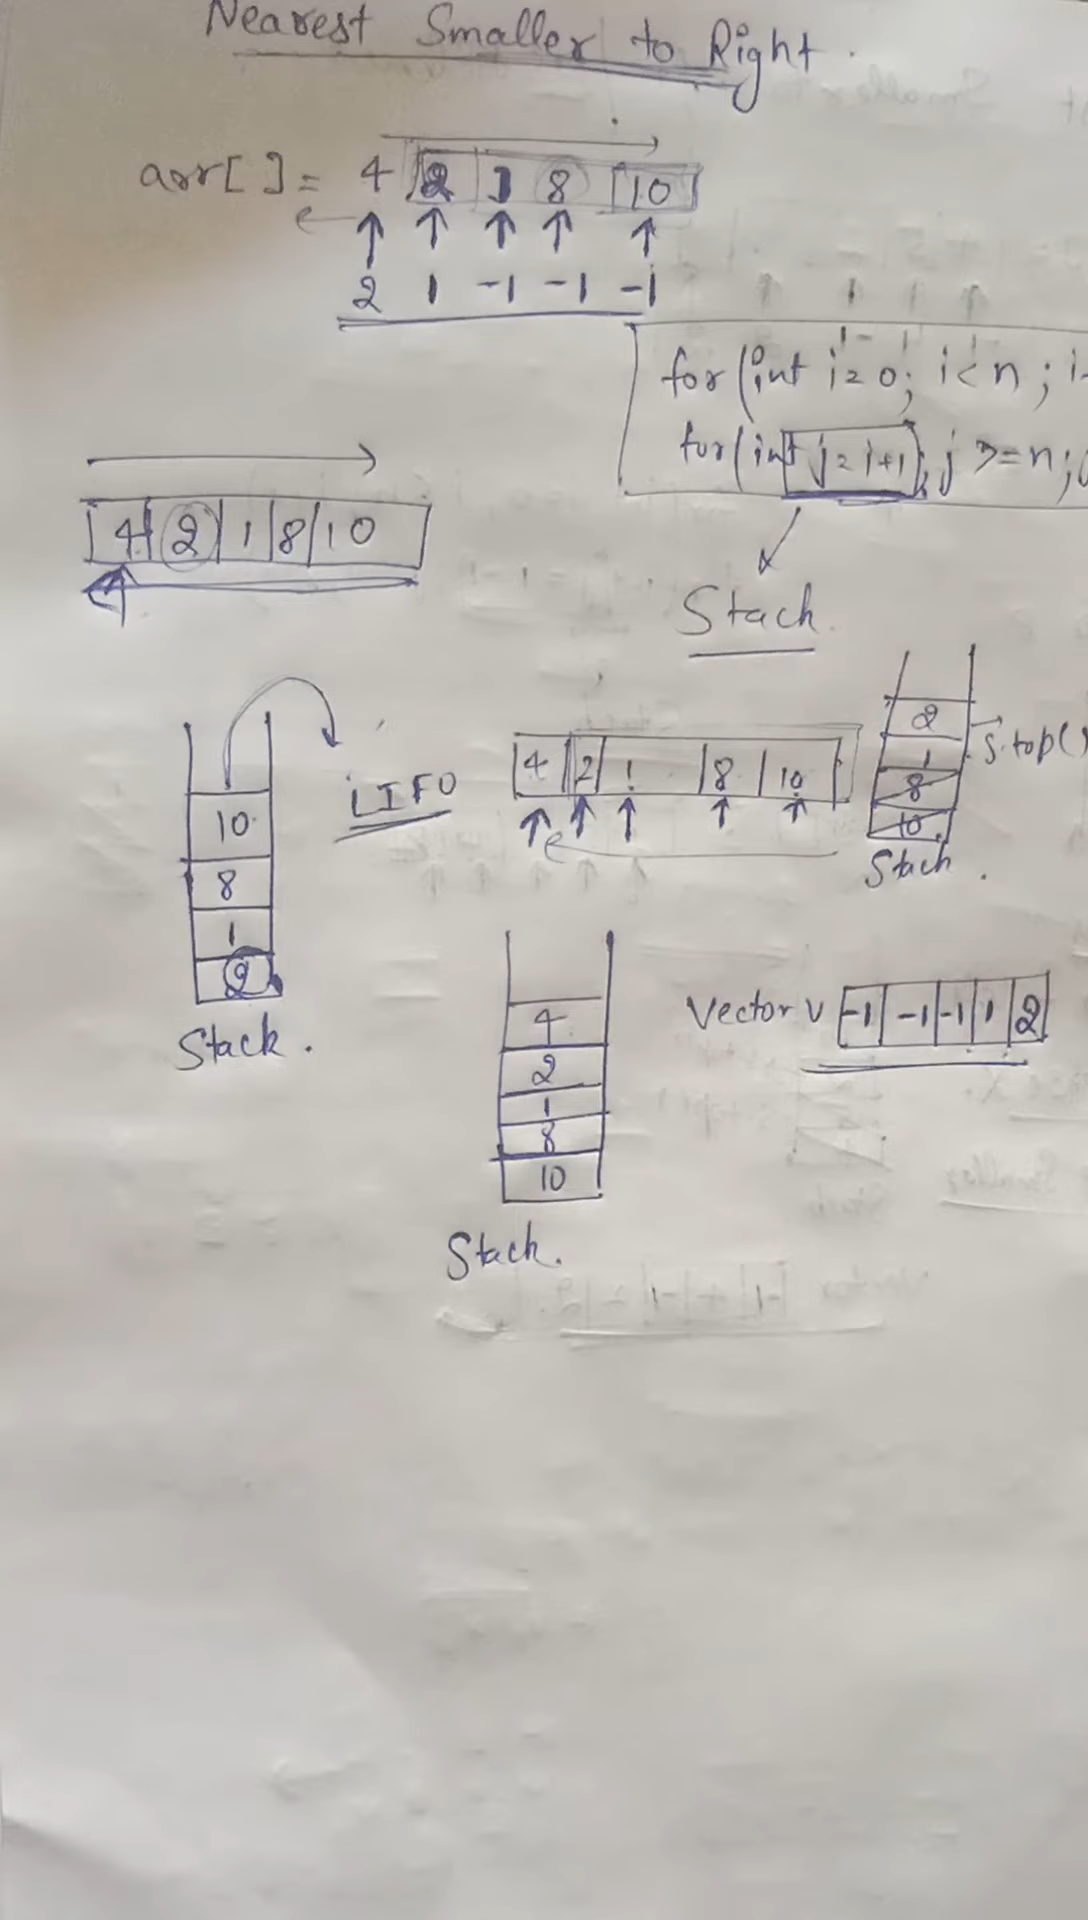 Nearest Smaller to Right.
arr[ ] = 4 2 1 8 10
2 1 -1 -1 -1
for (int i=0; i<n; i
for (int j=i+1; j>=n;
4 2 1 8 10
Stack.
10
8
1
2
Stack.
LIFO
4 2 1 8 10
2
1
8
10
s.top()
Stack.
4
2
1
8
10
Stack.
Vector v -1 -1 -1 1 2